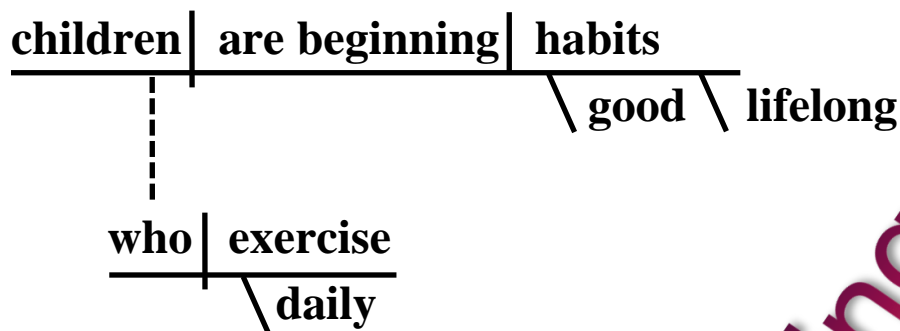 children are beginning habits
good lifelong
who exercise
daily